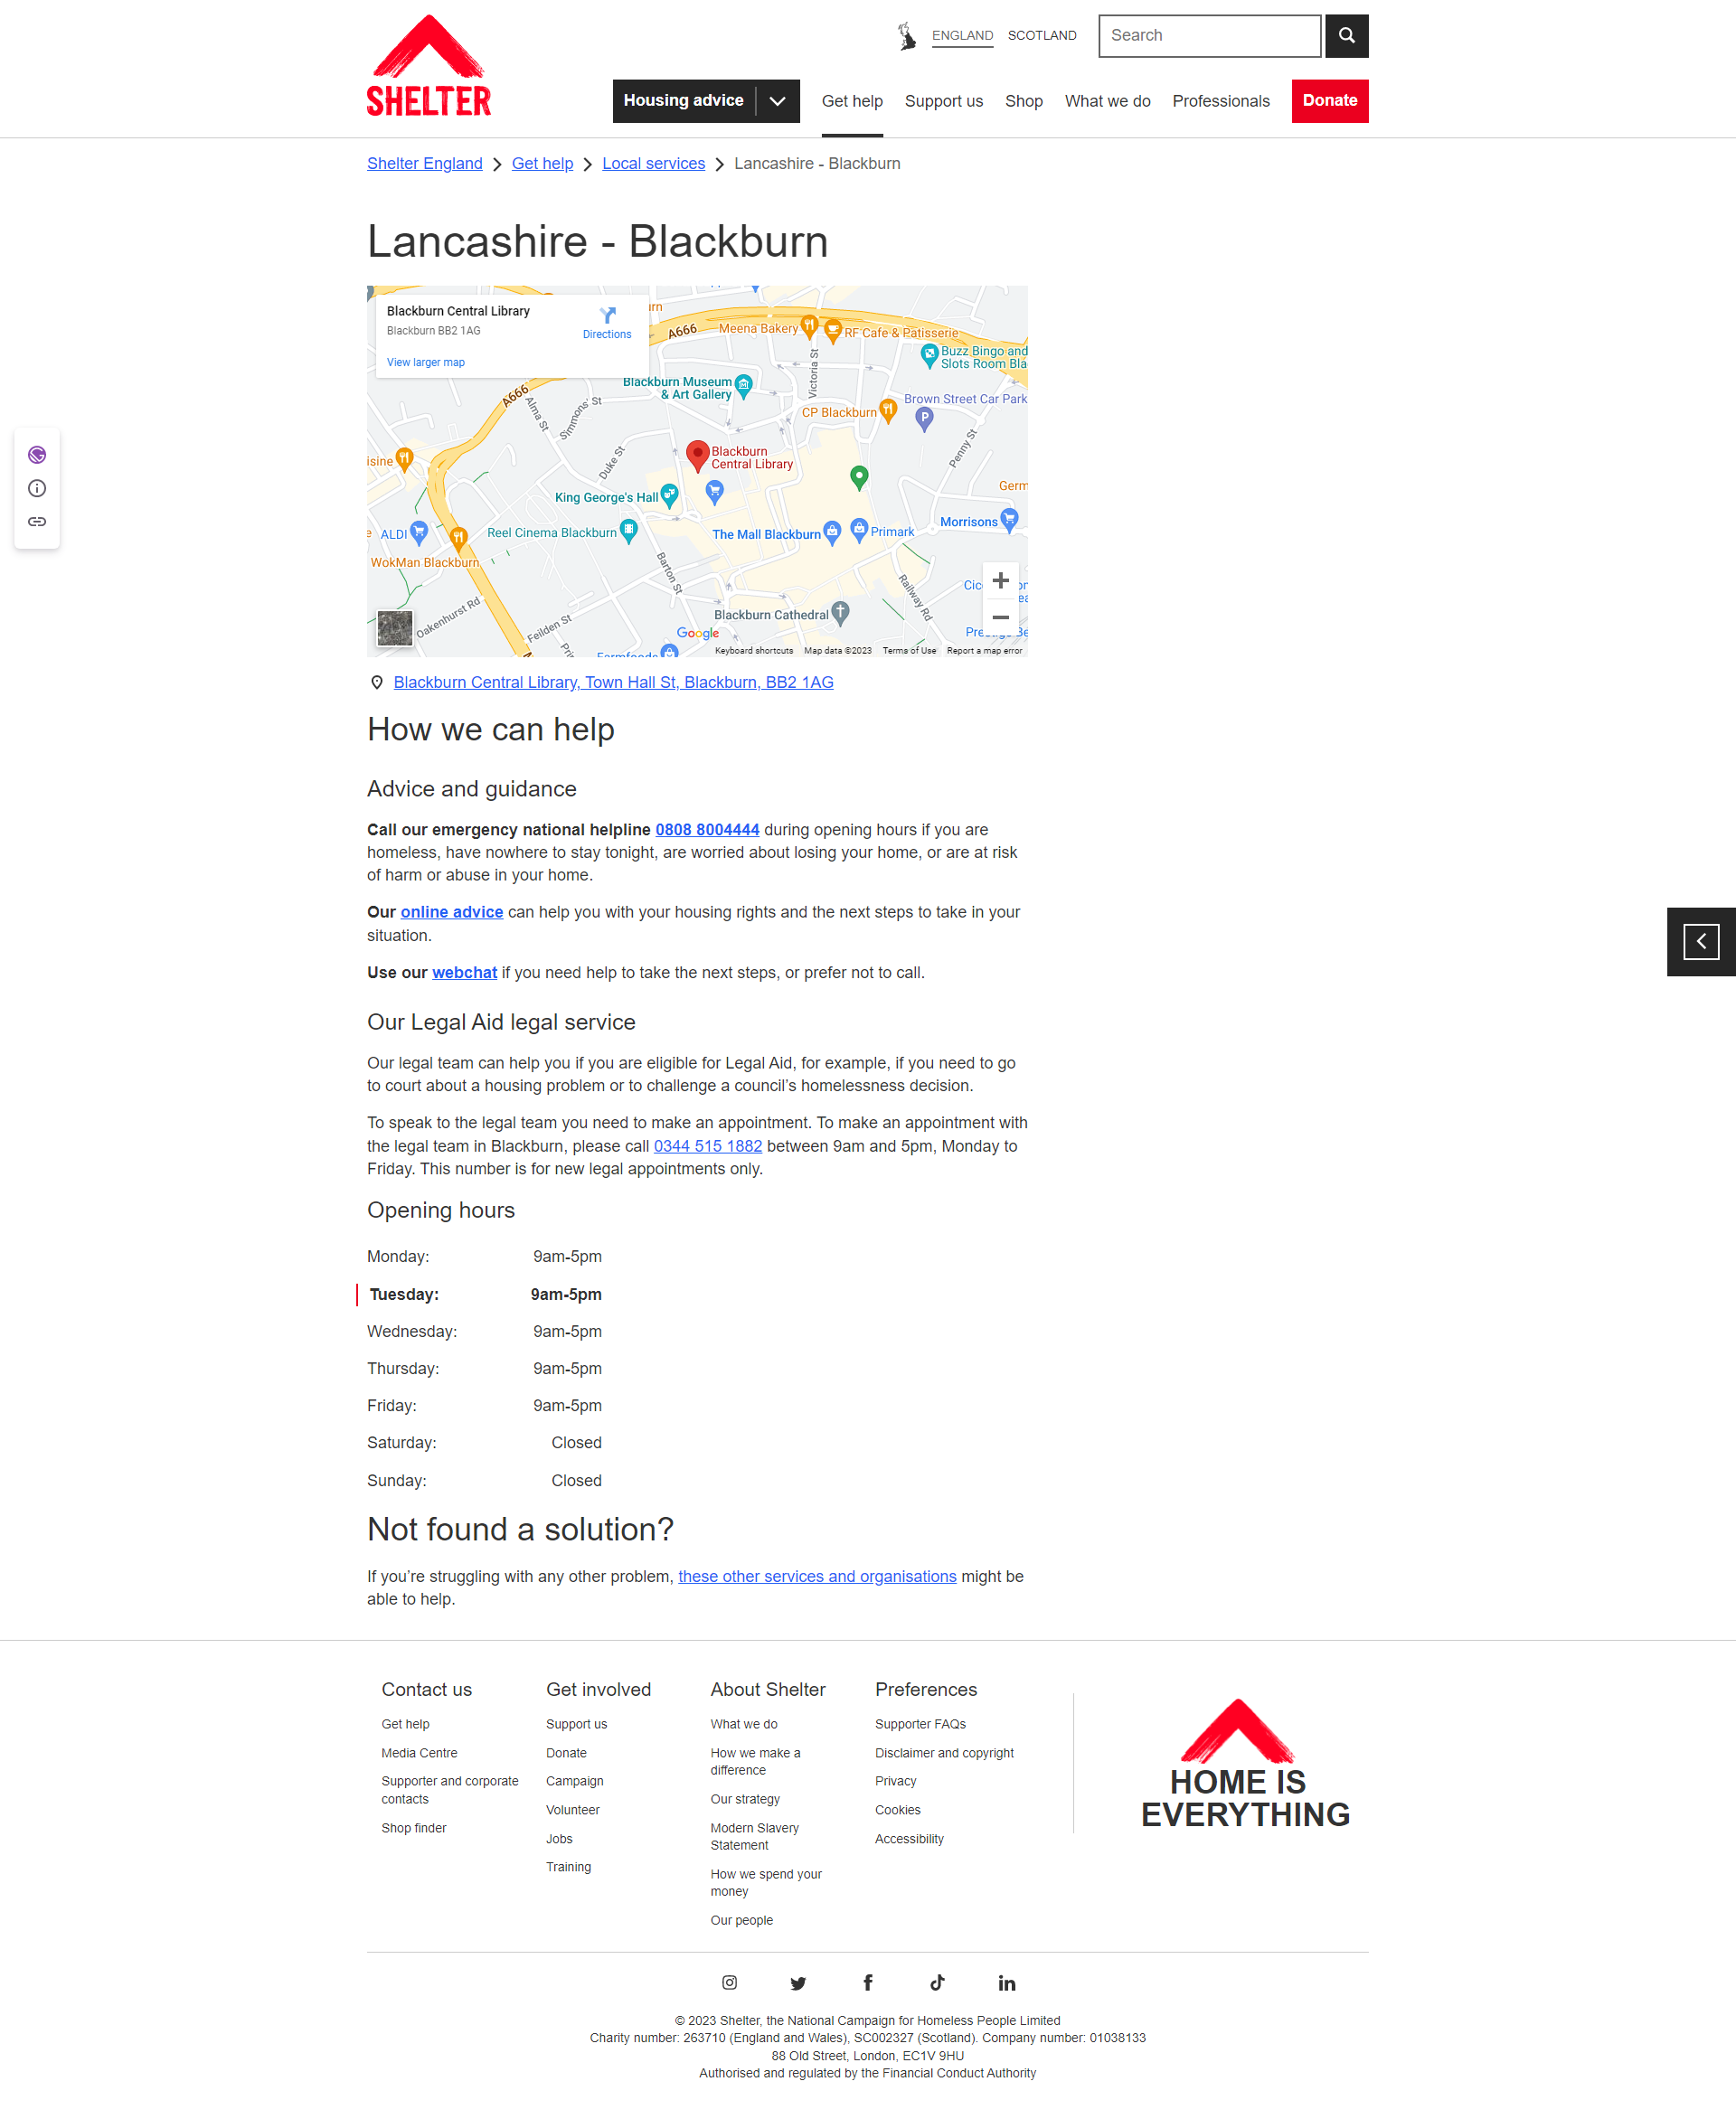 SHELTER
ENGLAND
SCOTLAND
Search
Housing advice
Get help
Support us
Shop
What we do
Professionals
Donate
Shelter England > Get help > Local services > Lancashire - Blackburn
Lancashire - Blackburn
Blackburn Central Library
Blackburn BB2 1AG
Directions
View larger map
A666
Meena Bakery
RF Cafe & Patisserie
Buzz Bingo and
Slots Room Bla
Blackburn Museum
& Art Gallery
Victoria St
Brown Street Car Park
CP Blackburn
A666
Alma St
Simmons' St
Duke St
Penny St
isine
Blackburn
Central Library
King George's Hall
Germ
ALDI
Reel Cinema Blackburn
The Mall Blackburn
Primark
Morrisons
WokMan Blackburn
Barton St
Railway Rd
Oakenhurst Rd
Feilden St
Blackburn Cathedral
Farmfoods
Google
Keyboard shortcuts
Map data ©2023
Terms of Use
Report a map error
Blackburn Central Library, Town Hall St, Blackburn, BB2 1AG
How we can help
Advice and guidance
Call our emergency national helpline 0808 8004444 during opening hours if you are
homeless, have nowhere to stay tonight, are worried about losing your home, or are at risk
of harm or abuse in your home.
Our online advice can help you with your housing rights and the next steps to take in your
situation.
Use our webchat if you need help to take the next steps, or prefer not to call.
Our Legal Aid legal service
Our legal team can help you if you are eligible for Legal Aid, for example, if you need to go
to court about a housing problem or to challenge a council’s homelessness decision.
To speak to the legal team you need to make an appointment. To make an appointment with
the legal team in Blackburn, please call 0344 515 1882 between 9am and 5pm, Monday to
Friday. This number is for new legal appointments only.
Opening hours
Monday: 9am-5pm
Tuesday: 9am-5pm
Wednesday: 9am-5pm
Thursday: 9am-5pm
Friday: 9am-5pm
Saturday: Closed
Sunday: Closed
Not found a solution?
If you’re struggling with any other problem, these other services and organisations might be
able to help.
Contact us
Get help
Media Centre
Supporter and corporate
contacts
Shop finder
Get involved
Support us
Donate
Campaign
Volunteer
Jobs
Training
About Shelter
What we do
How we make a
difference
Our strategy
Modern Slavery
Statement
How we spend your
money
Our people
Preferences
Supporter FAQs
Disclaimer and copyright
Privacy
Cookies
Accessibility
HOME IS
EVERYTHING
© 2023 Shelter, the National Campaign for Homeless People Limited
Charity number: 263710 (England and Wales), SC002327 (Scotland). Company number: 01038133
88 Old Street, London, EC1V 9HU
Authorised and regulated by the Financial Conduct Authority